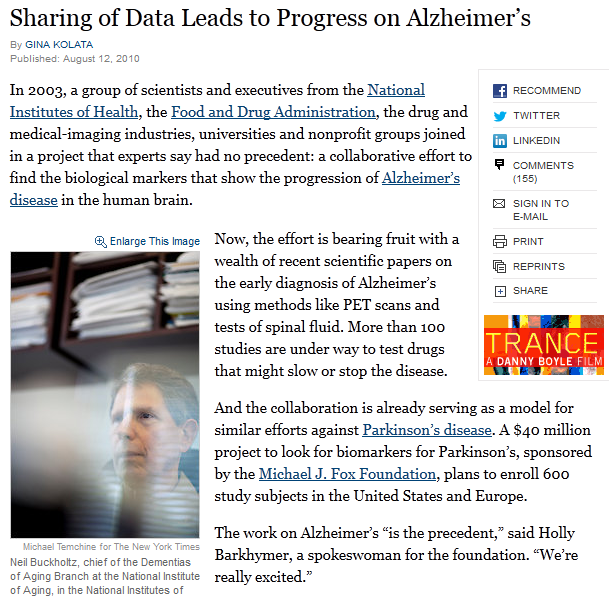 Sharing of Data Leads to Progress on Alzheimer’s
By GINA KOLATA
Published: August 12, 2010
In 2003, a group of scientists and executives from the National
Institutes of Health, the Food and Drug Administration, the drug and
medical-imaging industries, universities and nonprofit groups joined
in a project that experts say had no precedent: a collaborative effort to
find the biological markers that show the progression of Alzheimer’s
disease in the human brain.
RECOMMEND
TWITTER
LINKEDIN
COMMENTS
(155)
SIGN IN TO
E-MAIL
PRINT
REPRINTS
SHARE
TRANCE
A DANNY BOYLE FILM
Enlarge This Image
Michael Temchine for The New York Times
Neil Buckholtz, chief of the Dementias
of Aging Branch at the National Institute
of Aging, in the National Institutes of
Now, the effort is bearing fruit with a
wealth of recent scientific papers on
the early diagnosis of Alzheimer’s
using methods like PET scans and
tests of spinal fluid. More than 100
studies are under way to test drugs
that might slow or stop the disease.
And the collaboration is already serving as a model for
similar efforts against Parkinson’s disease. A $40 million
project to look for biomarkers for Parkinson’s, sponsored
by the Michael J. Fox Foundation, plans to enroll 600
study subjects in the United States and Europe.
The work on Alzheimer’s “is the precedent,” said Holly
Barkhymer, a spokeswoman for the foundation. “We’re
really excited.”